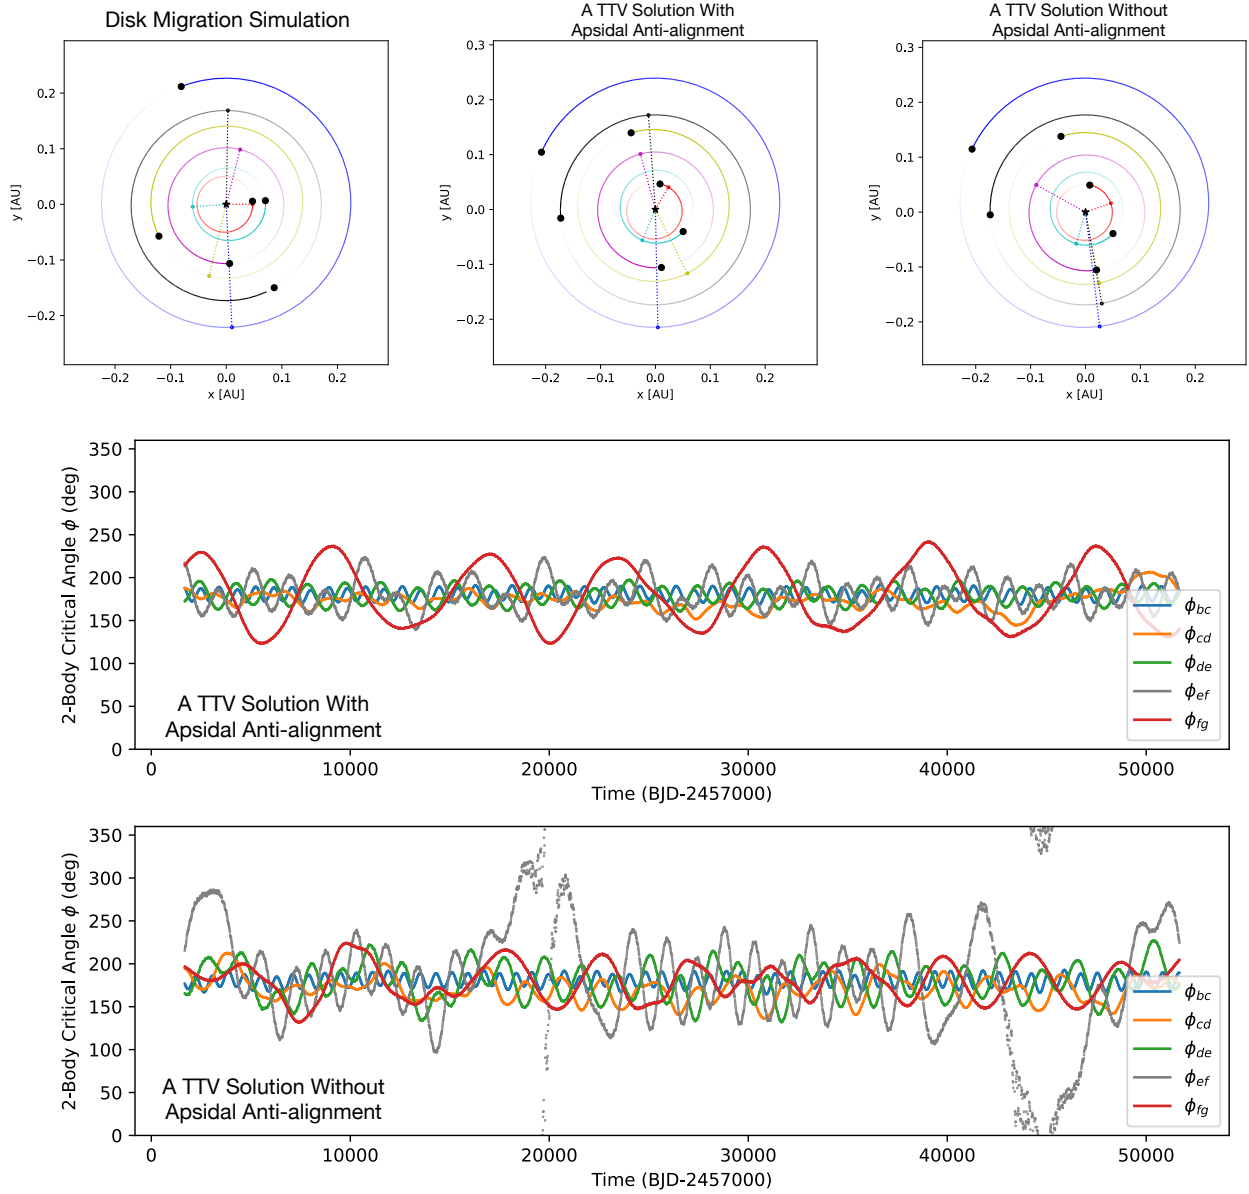 Disk Migration Simulation
A TTV Solution With
Apsidal Anti-alignment
A TTV Solution Without
Apsidal Anti-alignment
0.2
0.1
0.0
−0.1
−0.2
y [AU]
−0.2
−0.1
0.0
0.1
0.2
x [AU]
0.3
0.2
0.1
0.0
−0.1
−0.2
y [AU]
−0.2
−0.1
0.0
0.1
0.2
x [AU]
0.3
0.2
0.1
0.0
−0.1
−0.2
y [AU]
−0.2
−0.1
0.0
0.1
0.2
x [AU]
2-Body Critical Angle ϕ (deg)
350
300
250
200
150
100
50
0
A TTV Solution With
Apsidal Anti-alignment
ϕbc
ϕcd
ϕde
ϕef
ϕfg
0
10000
20000
30000
40000
50000
Time (BJD-2457000)
2-Body Critical Angle ϕ (deg)
350
300
250
200
150
100
50
0
A TTV Solution Without
Apsidal Anti-alignment
ϕbc
ϕcd
ϕde
ϕef
ϕfg
0
10000
20000
30000
40000
50000
Time (BJD-2457000)